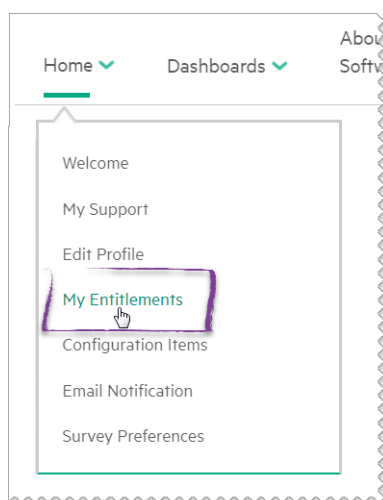 Home
Dashboards
Welcome
My Support
Edit Profile
My Entitlements
Configuration Items
Email Notification
Survey Preferences